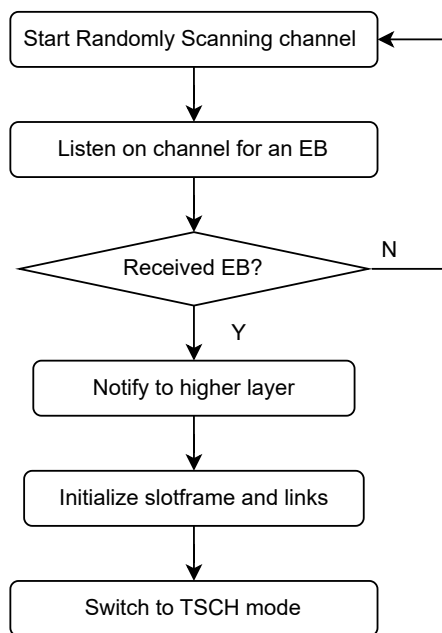 Start Randomly Scanning channel
Listen on channel for an EB
Received EB?
N
Y
Notify to higher layer
Initialize slotframe and links
Switch to TSCH mode